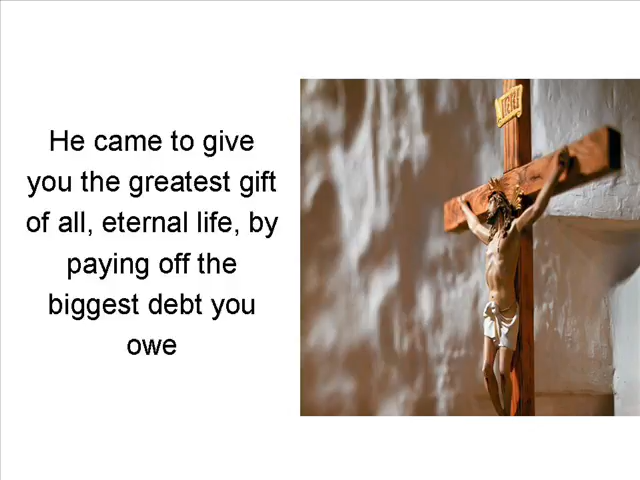 He came to give
you the greatest gift
of all, eternal life, by
paying off the
biggest debt you
owe
INRI